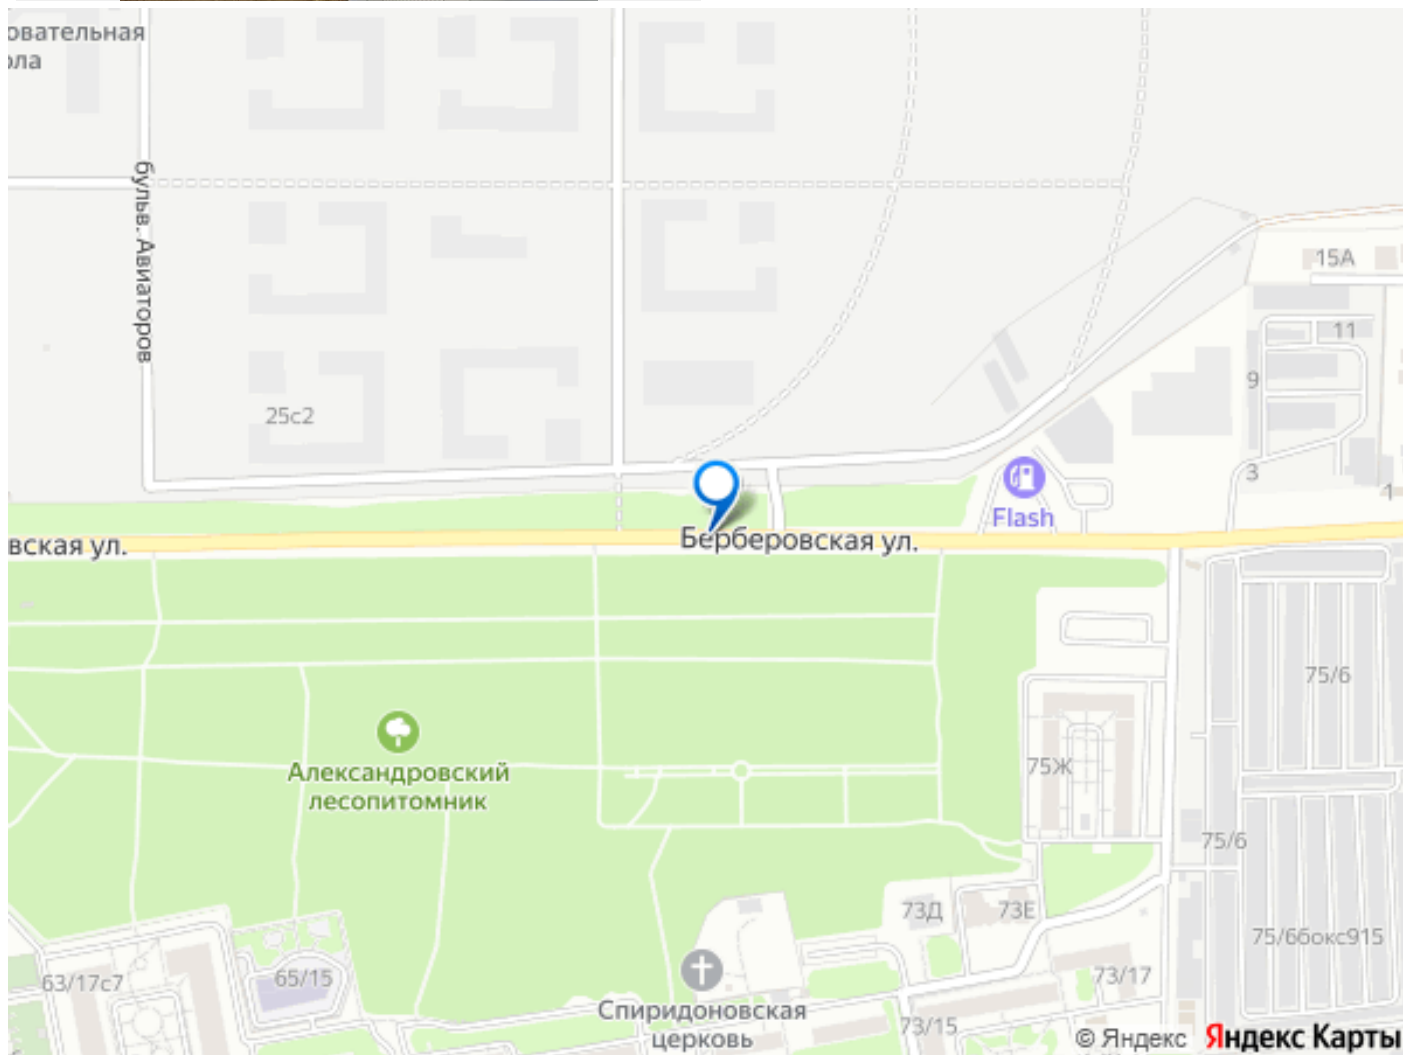 овательная
ола
бульв. Авиаторов
15А
11
9
25с2
3
1
Flash
вская ул.
Берберовская ул.
75/6
Александровский
лесопитомник
75Ж
75/6
73Д
73Е
75/6бокс915
63/17с7
65/15
73/17
Спиридоновская
церковь
73/15
© Яндекс Яндекс Карты